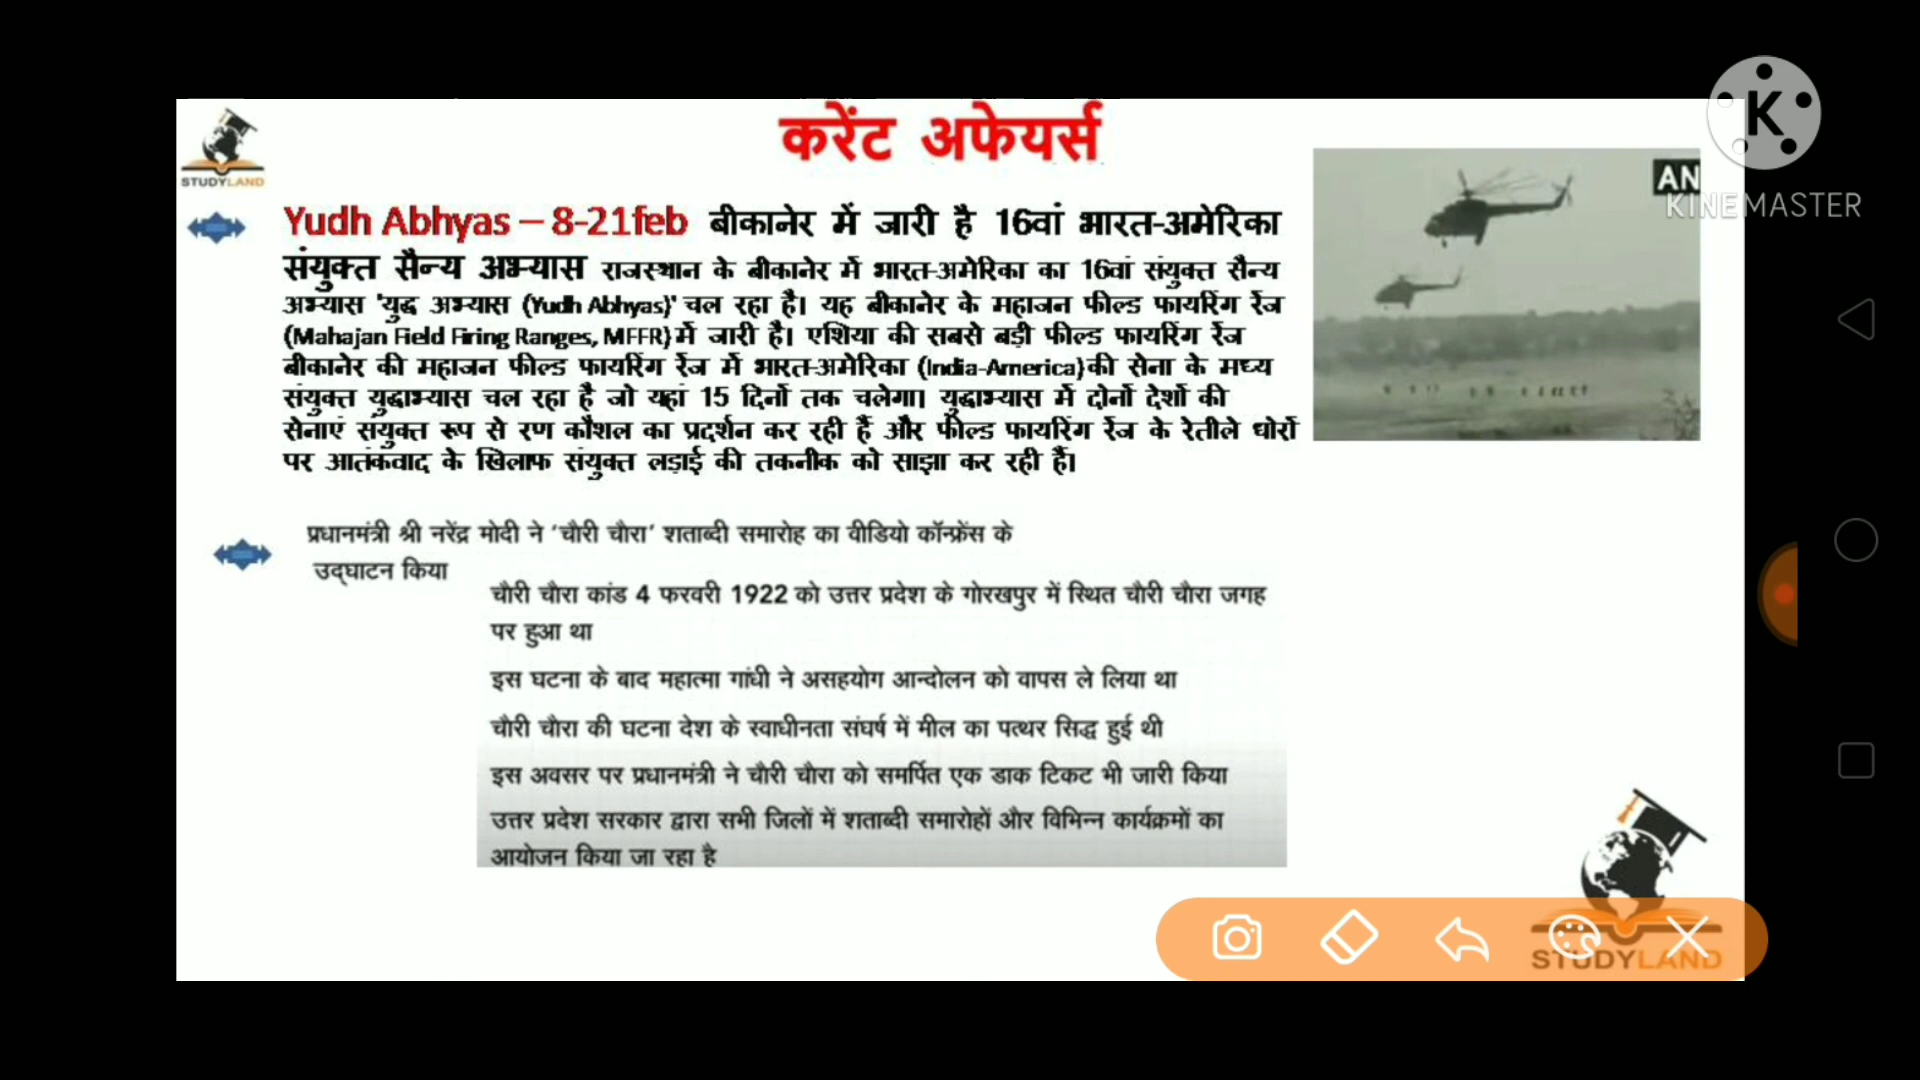 करेंट अफेयर्स
STUDYLAND
AN
K
KINEMASTER
Yudh Abhyas – 8-21feb बीकानेर में जारी है 16वां भारत-अमेरिका
संयुक्त सैन्य अभ्यास राजस्थान के बीकानेर में भारत-अमेरिका का 16वां संयुक्त सैन्य
अभ्यास 'युद्ध अभ्यास (Yudh Abhyas)' चल रहा है। यह बीकानेर के महाजन फील्ड फायरिंग रेंज
(Mahajan Field Firing Ranges, MFFR) में जारी है। एशिया की सबसे बड़ी फील्ड फायरिंग रेंज
बीकानेर की महाजन फील्ड फायरिंग रेंज में भारत-अमेरिका (India-America) की सेना के मध्य
संयुक्त युद्धाभ्यास चल रहा है जो यहां 15 दिनों तक चलेगा। युद्धाभ्यास में दोनों देशों की
सेनाएं संयुक्त रूप से रण कौशल का प्रदर्शन कर रही हैं और फील्ड फायरिंग रेंज के रेतीले धोरों
पर आतंकवाद के खिलाफ संयुक्त लड़ाई की तकनीक को साझा कर रही हैं।
प्रधानमंत्री श्री नरेंद्र मोदी ने 'चौरी चौरा' शताब्दी समारोह का वीडियो कॉन्फ्रेंस के
उद्घाटन किया
चौरी चौरा कांड 4 फरवरी 1922 को उत्तर प्रदेश के गोरखपुर में स्थित चौरी चौरा जगह
पर हुआ था
इस घटना के बाद महात्मा गांधी ने असहयोग आन्दोलन को वापस ले लिया था
चौरी चौरा की घटना देश के स्वाधीनता संघर्ष में मील का पत्थर सिद्ध हुई थी
इस अवसर पर प्रधानमंत्री ने चौरी चौरा को समर्पित एक डाक टिकट भी जारी किया
उत्तर प्रदेश सरकार द्वारा सभी जिलों में शताब्दी समारोहों और विभिन्न कार्यक्रमों का
आयोजन किया जा रहा है
STUDYLAND